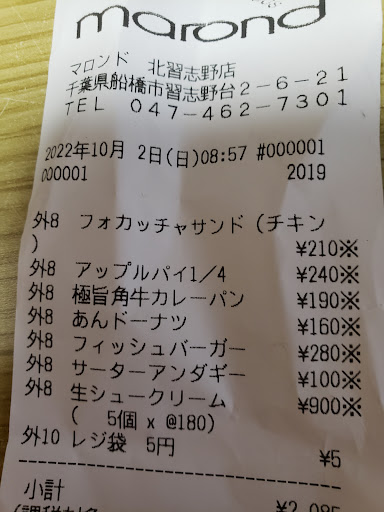 marond
マロンド 北習志野店
千葉県船橋市習志野台２－６－２１
ＴＥＬ ０４７－４６２－７３０１
2022年10月 2日(日)08:57 #000001
000001 2019
外8 フォカッチャサンド (チキン
) ¥210※
外8 アップルパイ1/4 ¥240※
外8 極旨角牛カレーパン ¥190※
外8 あんドーナツ ¥160※
外8 フィッシュバーガー ¥280※
外8 サーターアンダギー ¥100※
外8 生シュークリーム ¥900※
( 5個 x @180)
外10 レジ袋 5円 ¥5
小計 ¥2,085